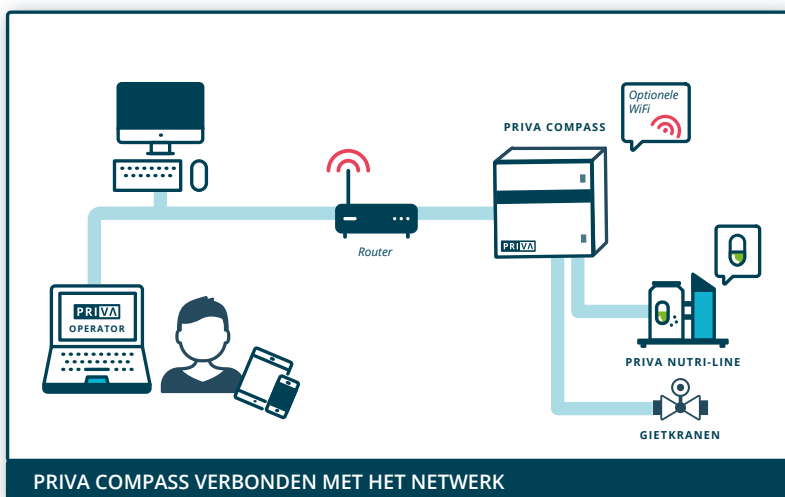 Optionele
WiFi
PRIVA COMPASS
PRIVA
Router
PRIVA
OPERATOR
PRIVA NUTRI-LINE
GIETKRANEN
PRIVA COMPASS VERBONDEN MET HET NETWERK